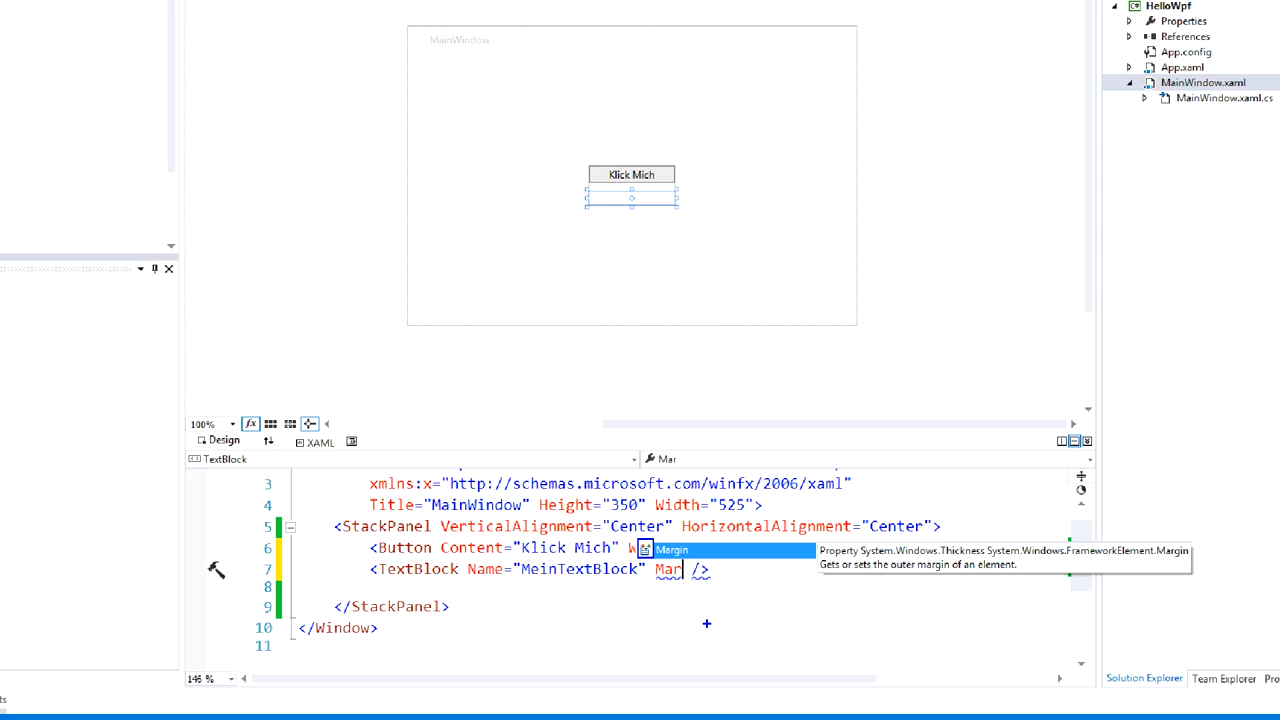 HelloWpf
Properties
References
App.config
App.xaml
MainWindow.xaml
MainWindow.xaml.cs
MainWindow
Klick Mich
100%
Design
XAML
TextBlock
Mar
3 xmlns:x="http://schemas.microsoft.com/winfx/2006/xaml"
4 Title="MainWindow" Height="350" Width="525">
5 <StackPanel VerticalAlignment="Center" HorizontalAlignment="Center">
6 <Button Content="Klick Mich" W
Margin
Property System.Windows.Thickness System.Windows.FrameworkElement.Margin
Gets or sets the outer margin of an element.
7 <TextBlock Name="MeinTextBlock" Mar />
8
9 </StackPanel>
10 </Window>
11
146 %
Solution Explorer
Team Explorer
Pro
ts